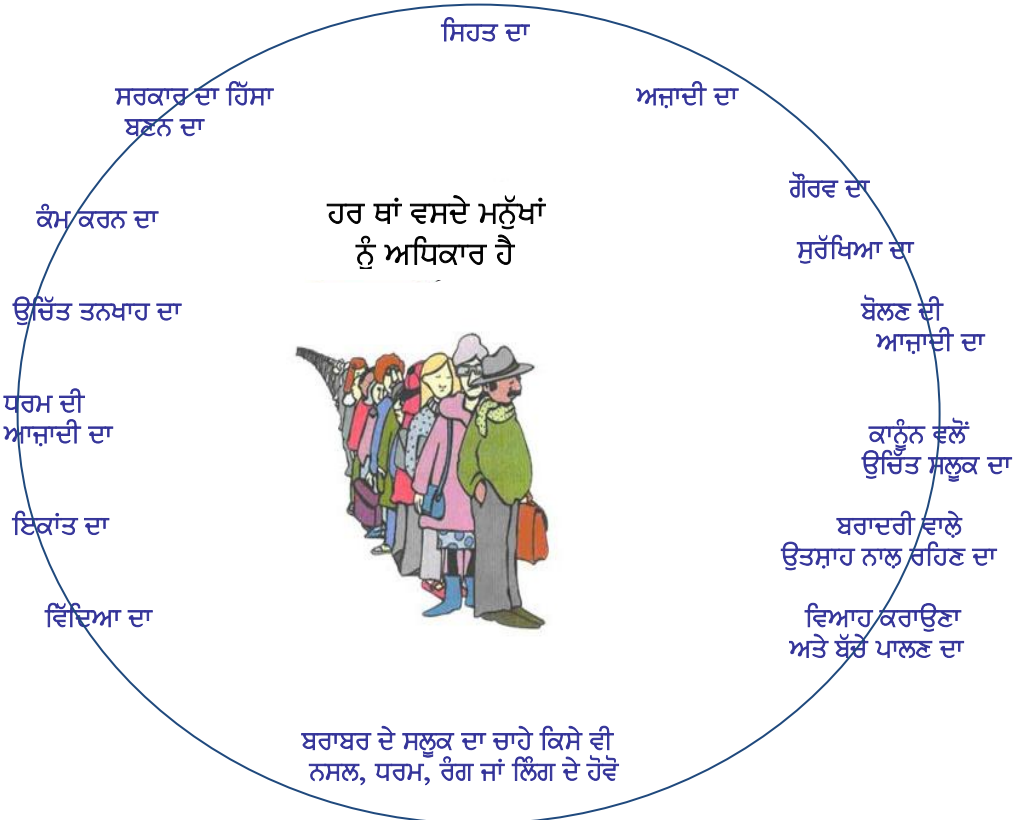 ਸਿਹਤ ਦਾ
ਅਜ਼ਾਦੀ ਦਾ
ਗੌਰਵ ਦਾ
ਸੁਰੱਖਿਆ ਦਾ
ਬੋਲਣ ਦੀ
ਆਜ਼ਾਦੀ ਦਾ
ਕਾਨੂੰਨ ਵਲੋਂ
ਉਚਿੱਤ ਸਲੂਕ ਦਾ
ਬਰਾਦਰੀ ਵਾਲੇ਼
ਉਤਸ਼ਾਹ ਨਾਲ਼ ਰਹਿਣ ਦਾ
ਵਿਆਹ ਕਰਾਉਣਾ
ਅਤੇ ਬੱਚੇ ਪਾਲਣ ਦਾ
ਬਰਾਬਰ ਦੇ ਸਲੂਕ ਦਾ ਚਾਹੇ ਕਿਸੇ ਵੀ
ਨਸਲ, ਧਰਮ, ਰੰਗ ਜਾਂ ਲਿੰਗ ਦੇ ਹੋਵੋ
ਵਿੱਦਿਆ ਦਾ
ਇਕਾਂਤ ਦਾ
ਧਰਮ ਦੀ
ਆਜ਼ਾਦੀ ਦਾ
ਉਚਿੱਤ ਤਨਖਾਹ ਦਾ
ਕੰਮ ਕਰਨ ਦਾ
ਸਰਕਾਰ ਦਾ ਹਿੱਸਾ
ਬਣਨ ਦਾ
ਹਰ ਥਾਂ ਵਸਦੇ ਮਨੁੱਖਾਂ
ਨੂੰ ਅਧਿਕਾਰ ਹੈ